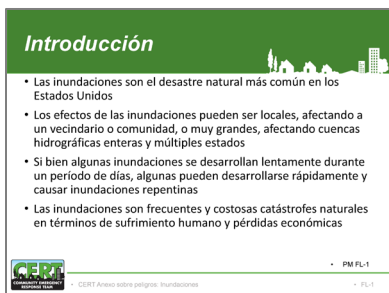 Introducción
• Las inundaciones son el desastre natural más común en los
Estados Unidos
• Los efectos de las inundaciones pueden ser locales, afectando a
un vecindario o comunidad, o muy grandes, afectando cuencas
hidrográficas enteras y múltiples estados
• Si bien algunas inundaciones se desarrollan lentamente durante
un período de días, algunas pueden desarrollarse rápidamente y
causar inundaciones repentinas
• Las inundaciones son frecuentes y costosas catástrofes naturales
en términos de sufrimiento humano y pérdidas económicas
• PM FL-1
CERT
COMMUNITY EMERGENCY
RESPONSE TEAM
• CERT Anexo sobre peligros: Inundaciones
• FL-1